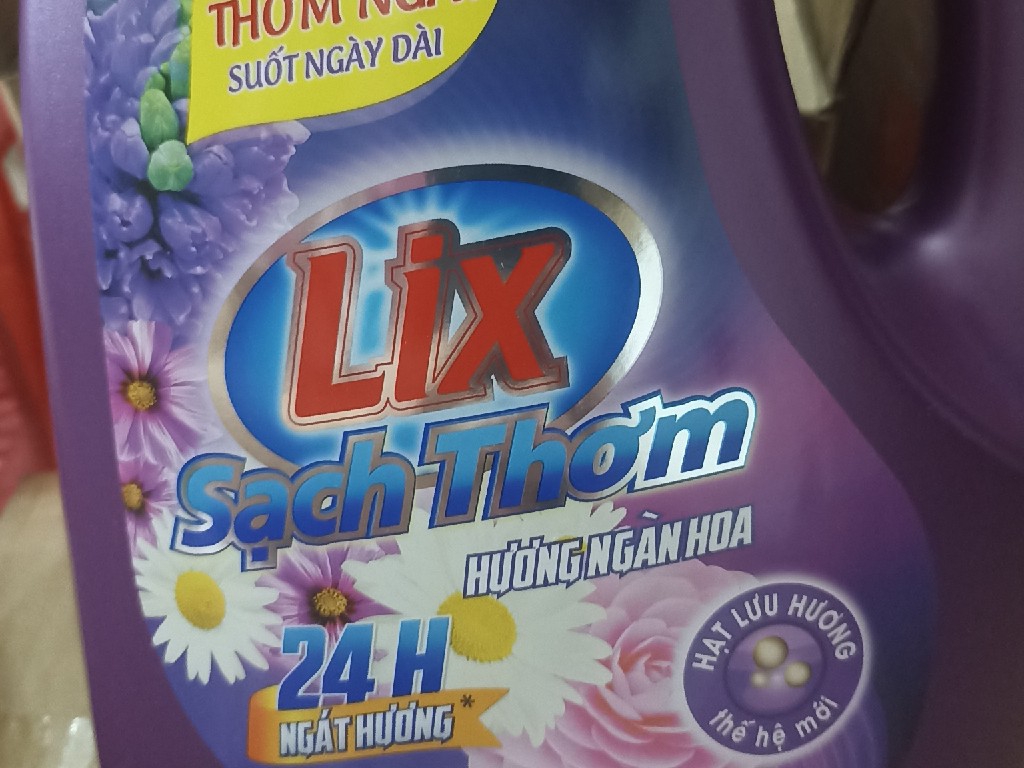 THƠM
SUỐT NGÀY DÀI
Lix
Sạch Thơm
HƯƠNG NGÀN HOA
24 H
NGÁT HƯƠNG*
HẠT LƯU HƯƠNG
thế hệ mới